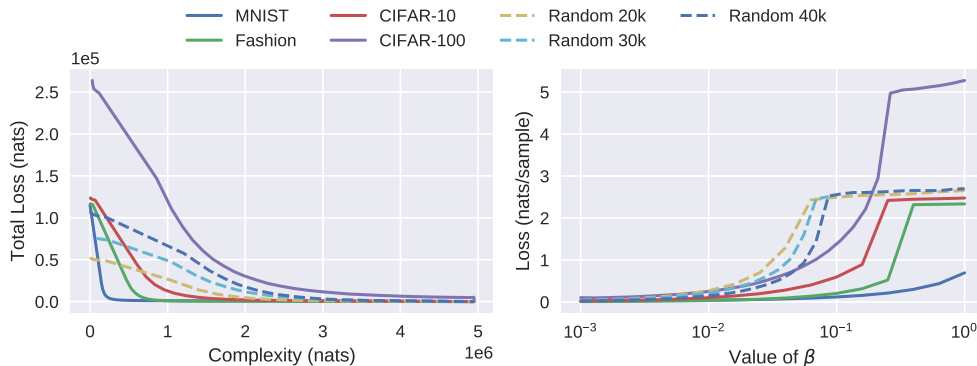 MNIST CIFAR-10 Random 20k Random 40k
Fashion CIFAR-100 Random 30k
1e5
Total Loss (nats)
2.5
2.0
1.5
1.0
0.5
0.0
0 1 2 3 4 5
1e6
Complexity (nats)
Loss (nats/sample)
5
4
3
2
1
0
10⁻³ 10⁻² 10⁻¹ 10⁰
Value of β